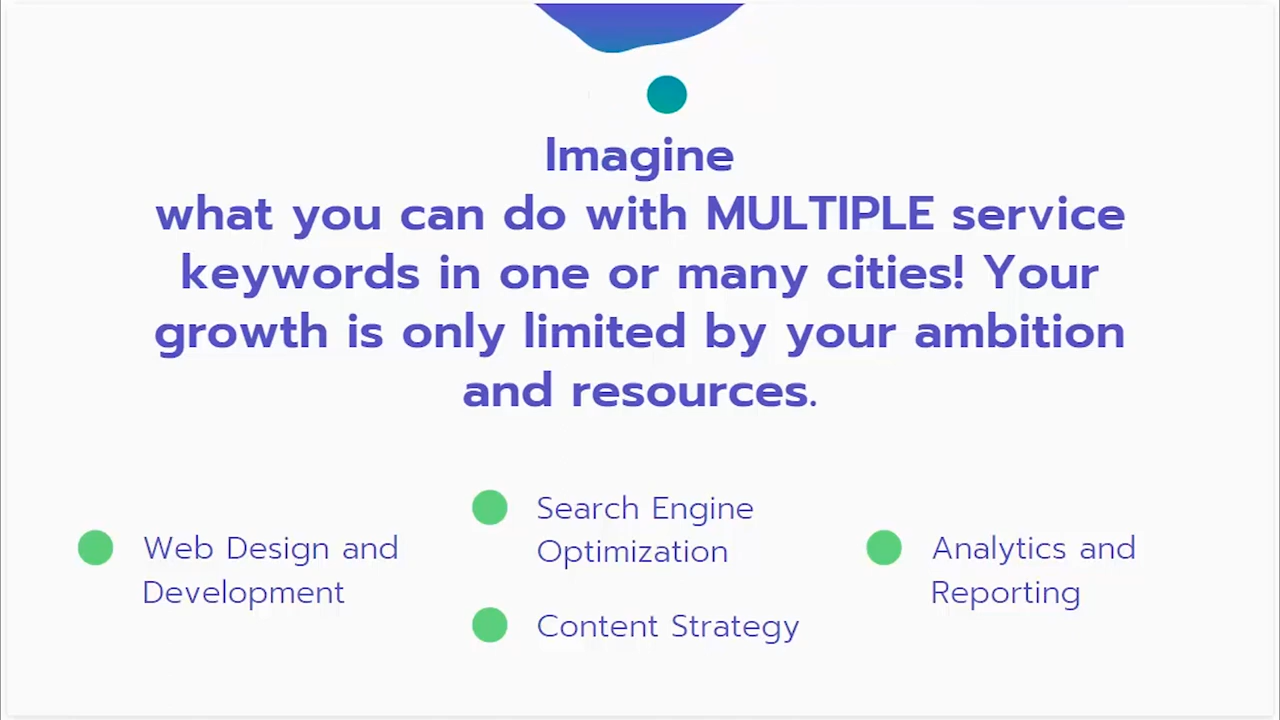 Imagine
what you can do with MULTIPLE service
keywords in one or many cities! Your
growth is only limited by your ambition
and resources.
Web Design and
Development
Search Engine
Optimization
Content Strategy
Analytics and
Reporting